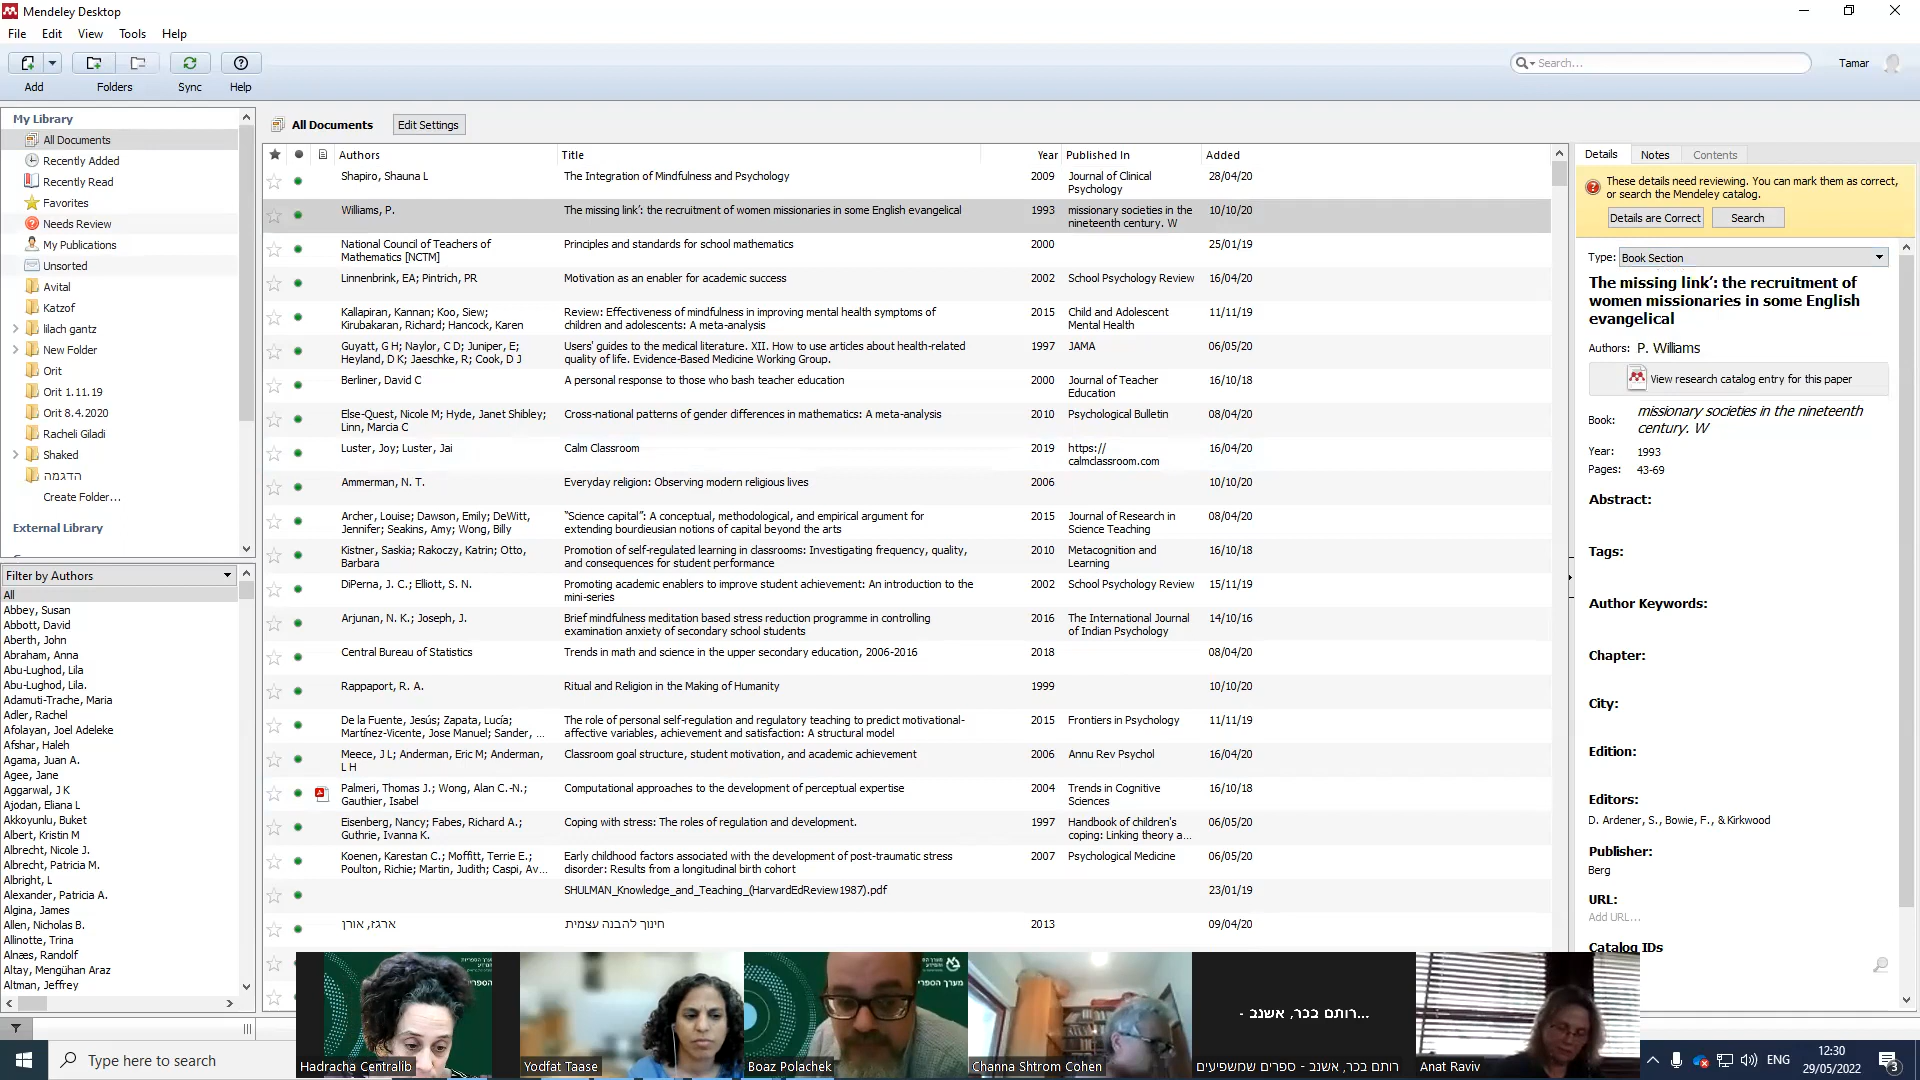 Mendeley Desktop
File Edit View Tools Help
Add Folders Sync Help
Search...
Tamar
My Library
All Documents
Recently Added
Recently Read
Favorites
Needs Review
My Publications
Unsorted
Avital
Katzof
lilach gantz
New Folder
Orit
Orit 1.11.19
Orit 8.4.2020
Racheli Giladi
Shaked
הדגמה
Create Folder...
External Library
Filter by Authors
All
Abbey, Susan
Abbott, David
Aberth, John
Abraham, Anna
Abu-Lughod, Lila
Abu-Lughod, Lila.
Adamuti-Trache, Maria
Adler, Rachel
Afolayan, Joel Adeleke
Afshar, Haleh
Agama, Juan A.
Agee, Jane
Aggarwal, J K
Ajodan, Eliana L
Akkoyunlu, Buket
Albert, Kristin M
Albrecht, Nicole J.
Albrecht, Patricia M.
Albright, L
Alexander, Patricia A.
Algina, James
Allen, Nicholas B.
Allinotte, Trina
Alnæs, Randolf
Altay, Mengühan Araz
Altman, Jeffrey
All Documents Edit Settings
Authors Title Year Published In Added
Shapiro, Shauna L The Integration of Mindfulness and Psychology 2009 Journal of Clinical 28/04/20
Psychology
Williams, P. The missing link’: the recruitment of women missionaries in some English evangelical 1993 missionary societies in the 10/10/20
nineteenth century. W
National Council of Teachers of Principles and standards for school mathematics 2000 25/01/19
Mathematics [NCTM]
Linnenbrink, EA; Pintrich, PR Motivation as an enabler for academic success 2002 School Psychology Review 16/04/20
Kallapiran, Kannan; Koo, Siew; Review: Effectiveness of mindfulness in improving mental health symptoms of 2015 Child and Adolescent 11/11/19
Kirubakaran, Richard; Hancock, Karen children and adolescents: A meta-analysis Mental Health
Guyatt, G H; Naylor, C D; Juniper, E; Users' guides to the medical literature. XII. How to use articles about health-related 1997 JAMA 06/05/20
Heyland, D K; Jaeschke, R; Cook, D J quality of life. Evidence-Based Medicine Working Group.
Berliner, David C A personal response to those who bash teacher education 2000 Journal of Teacher 16/10/18
Education
Else-Quest, Nicole M; Hyde, Janet Shibley; Cross-national patterns of gender differences in mathematics: A meta-analysis 2010 Psychological Bulletin 08/04/20
Linn, Marcia C
Luster, Joy; Luster, Jai Calm Classroom 2019 https:// 16/04/20
calmclassroom.com
Ammerman, N. T. Everyday religion: Observing modern religious lives 2006 10/10/20
Archer, Louise; Dawson, Emily; DeWitt, "Science capital": A conceptual, methodological, and empirical argument for 2015 Journal of Research in 08/04/20
Jennifer; Seakins, Amy; Wong, Billy extending bourdieusian notions of capital beyond the arts Science Teaching
Kistner, Saskia; Rakoczy, Katrin; Otto, Promotion of self-regulated learning in classrooms: Investigating frequency, quality, 2010 Metacognition and 16/10/18
Barbara and consequences for student performance Learning
DiPerna, J. C.; Elliott, S. N. Promoting academic enablers to improve student achievement: An introduction to the 2002 School Psychology Review 15/11/19
mini-series
Arjunan, N. K.; Joseph, J. Brief mindfulness meditation based stress reduction programme in controlling 2016 The International Journal 14/10/16
examination anxiety of secondary school students of Indian Psychology
Central Bureau of Statistics Trends in math and science in the upper secondary education, 2006-2016 2018 08/04/20
Rappaport, R. A. Ritual and Religion in the Making of Humanity 1999 10/10/20
De la Fuente, Jesús; Zapata, Lucía; The role of personal self-regulation and regulatory teaching to predict motivational- 2015 Frontiers in Psychology 11/11/19
Martínez-Vicente, Jose Manuel; Sander, ... affective variables, achievement and satisfaction: A structural model
Meece, J L; Anderman, Eric M; Anderman, Classroom goal structure, student motivation, and academic achievement 2006 Annu Rev Psychol 16/04/20
L H
Palmeri, Thomas J.; Wong, Alan C.-N.; Computational approaches to the development of perceptual expertise 2004 Trends in Cognitive 16/10/18
Gauthier, Isabel Sciences
Eisenberg, Nancy; Fabes, Richard A.; Coping with stress: The roles of regulation and development. 1997 Handbook of children's 06/05/20
Guthrie, Ivanna K. coping: Linking theory a...
Koenen, Karestan C.; Moffitt, Terrie E.; Early childhood factors associated with the development of post-traumatic stress 2007 Psychological Medicine 06/05/20
Poulton, Richie; Martin, Judith; Caspi, Av... disorder: Results from a longitudinal birth cohort
SHULMAN_Knowledge_and_Teaching_(HarvardEdReview1987).pdf 23/01/19
ארגז, אורן חינוך להבנה עצמית 2013 09/04/20
Details Notes Contents
These details need reviewing. You can mark them as correct,
or search the Mendeley catalog.
Details are Correct Search
Type: Book Section
The missing link’: the recruitment of
women missionaries in some English
evangelical
Authors: P. Williams
View research catalog entry for this paper
Book: missionary societies in the nineteenth
century. W
Year: 1993
Pages: 43-69
Abstract:
Tags:
Author Keywords:
Chapter:
City:
Edition:
Editors:
D. Ardener, S., Bowie, F., & Kirkwood
Publisher:
Berg
URL:
Add URL...
Catalog IDs
מערך הספריות
רותם בכר, אשנב - ...
Hadracha Centralib
Yodfat Taase
Boaz Polachek
Channa Shtrom Cohen
רותם בכר, אשנב - ספרים שמשפיעים
Anat Raviv
Type here to search
ENG
12:30
29/05/2022
3